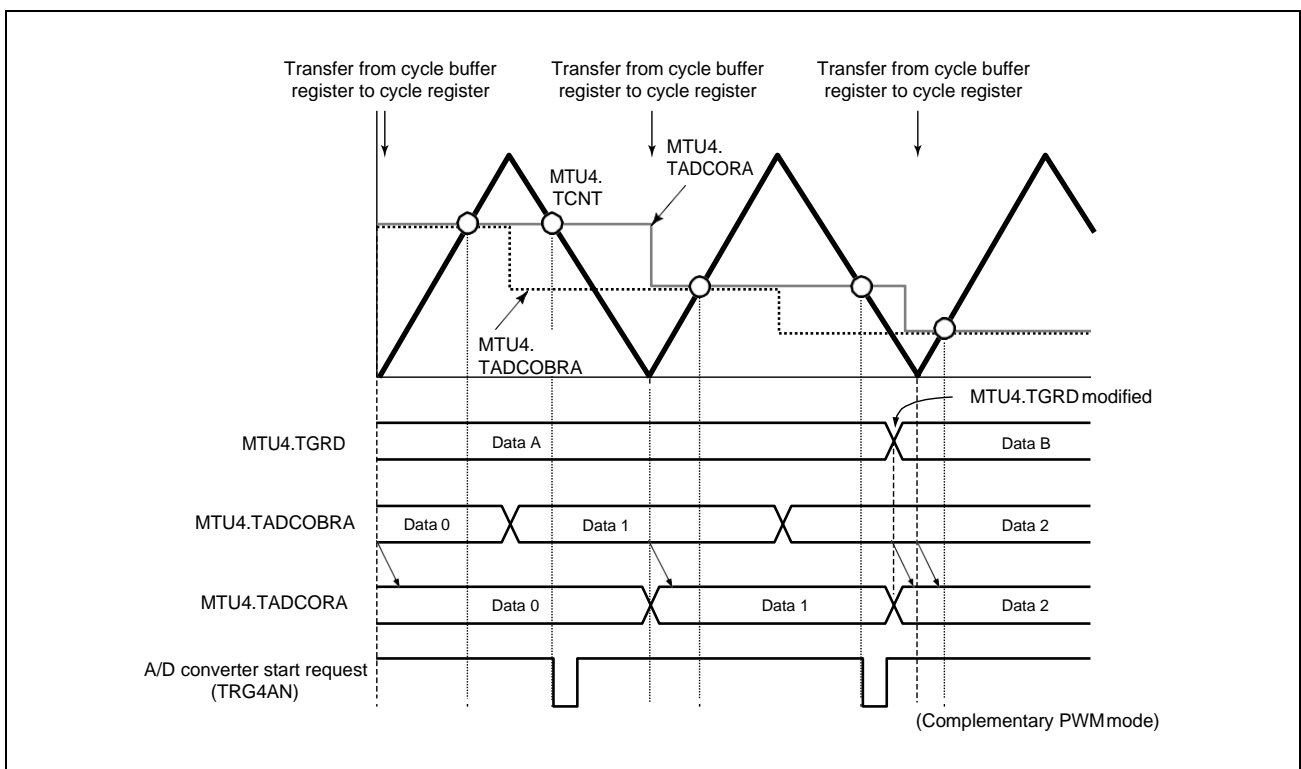 Transfer from cycle buffer
register to cycle register
Transfer from cycle buffer
register to cycle register
Transfer from cycle buffer
register to cycle register
MTU4.
TADCORA
MTU4.
TCNT
MTU4.
TADCOBRA
MTU4.TGRD modified
MTU4.TGRD
Data A
Data B
MTU4.TADCOBRA
Data 0
Data 1
Data 2
MTU4.TADCORA
Data 0
Data 1
Data 2
A/D converter start request
(TRG4AN)
(Complementary PWM mode)